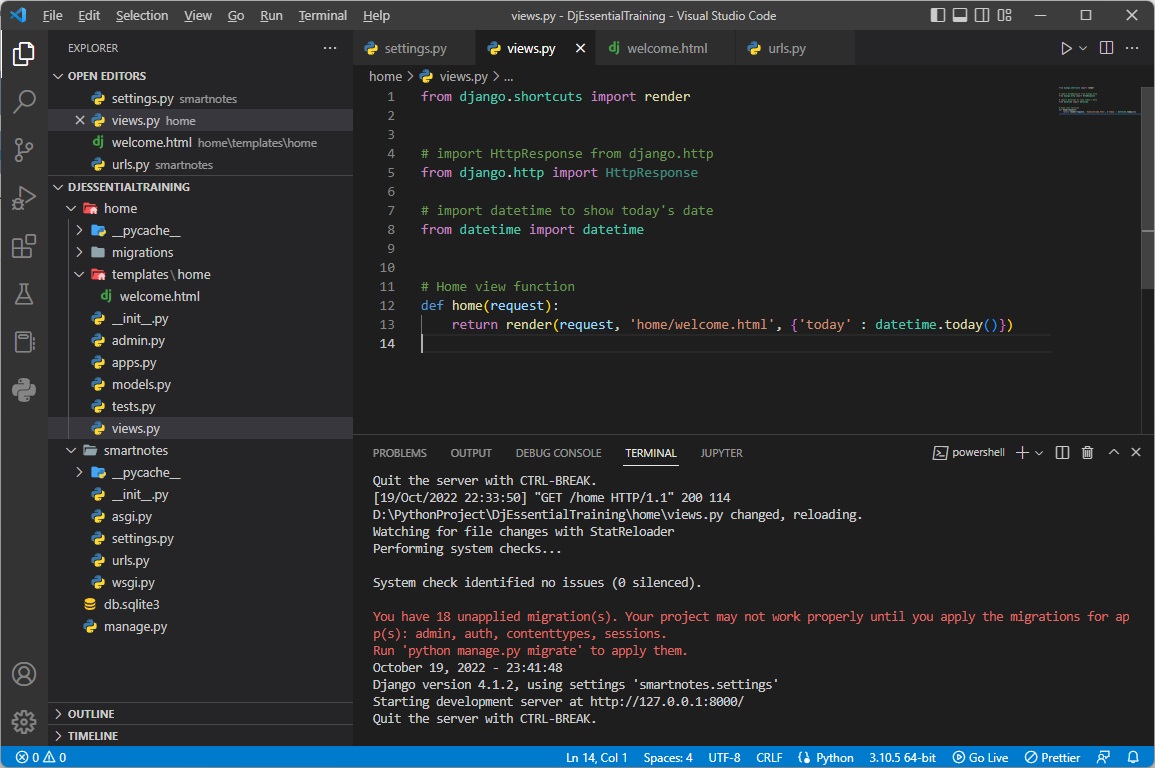 File Edit Selection View Go Run Terminal Help views.py - DjEssentialTraining - Visual Studio Code
EXPLORER
OPEN EDITORS
settings.py smartnotes
views.py home
welcome.html home\templates\home
urls.py smartnotes
DJESSENTIALTRAINING
home
__pycache__
migrations
templates\home
welcome.html
__init__.py
admin.py
apps.py
models.py
tests.py
views.py
smartnotes
__pycache__
__init__.py
asgi.py
settings.py
urls.py
wsgi.py
db.sqlite3
manage.py
OUTLINE
TIMELINE
settings.py views.py welcome.html urls.py
home > views.py > ...
1 from django.shortcuts import render
2
3
4 # import HttpResponse from django.http
5 from django.http import HttpResponse
6
7 # import datetime to show today's date
8 from datetime import datetime
9
10
11 # Home view function
12 def home(request):
13 return render(request, 'home/welcome.html', {'today' : datetime.today()})
14
PROBLEMS OUTPUT DEBUG CONSOLE TERMINAL JUPYTER powershell
Quit the server with CTRL-BREAK.
[19/Oct/2022 22:33:50] "GET /home HTTP/1.1" 200 114
D:\PythonProject\DjEssentialTraining\home\views.py changed, reloading.
Watching for file changes with StatReloader
Performing system checks...
System check identified no issues (0 silenced).
You have 18 unapplied migration(s). Your project may not work properly until you apply the migrations for ap
p(s): admin, auth, contenttypes, sessions.
Run 'python manage.py migrate' to apply them.
October 19, 2022 - 23:41:48
Django version 4.1.2, using settings 'smartnotes.settings'
Starting development server at http://127.0.0.1:8000/
Quit the server with CTRL-BREAK.
0 0 Ln 14, Col 1 Spaces: 4 UTF-8 CRLF Python 3.10.5 64-bit Go Live Prettier